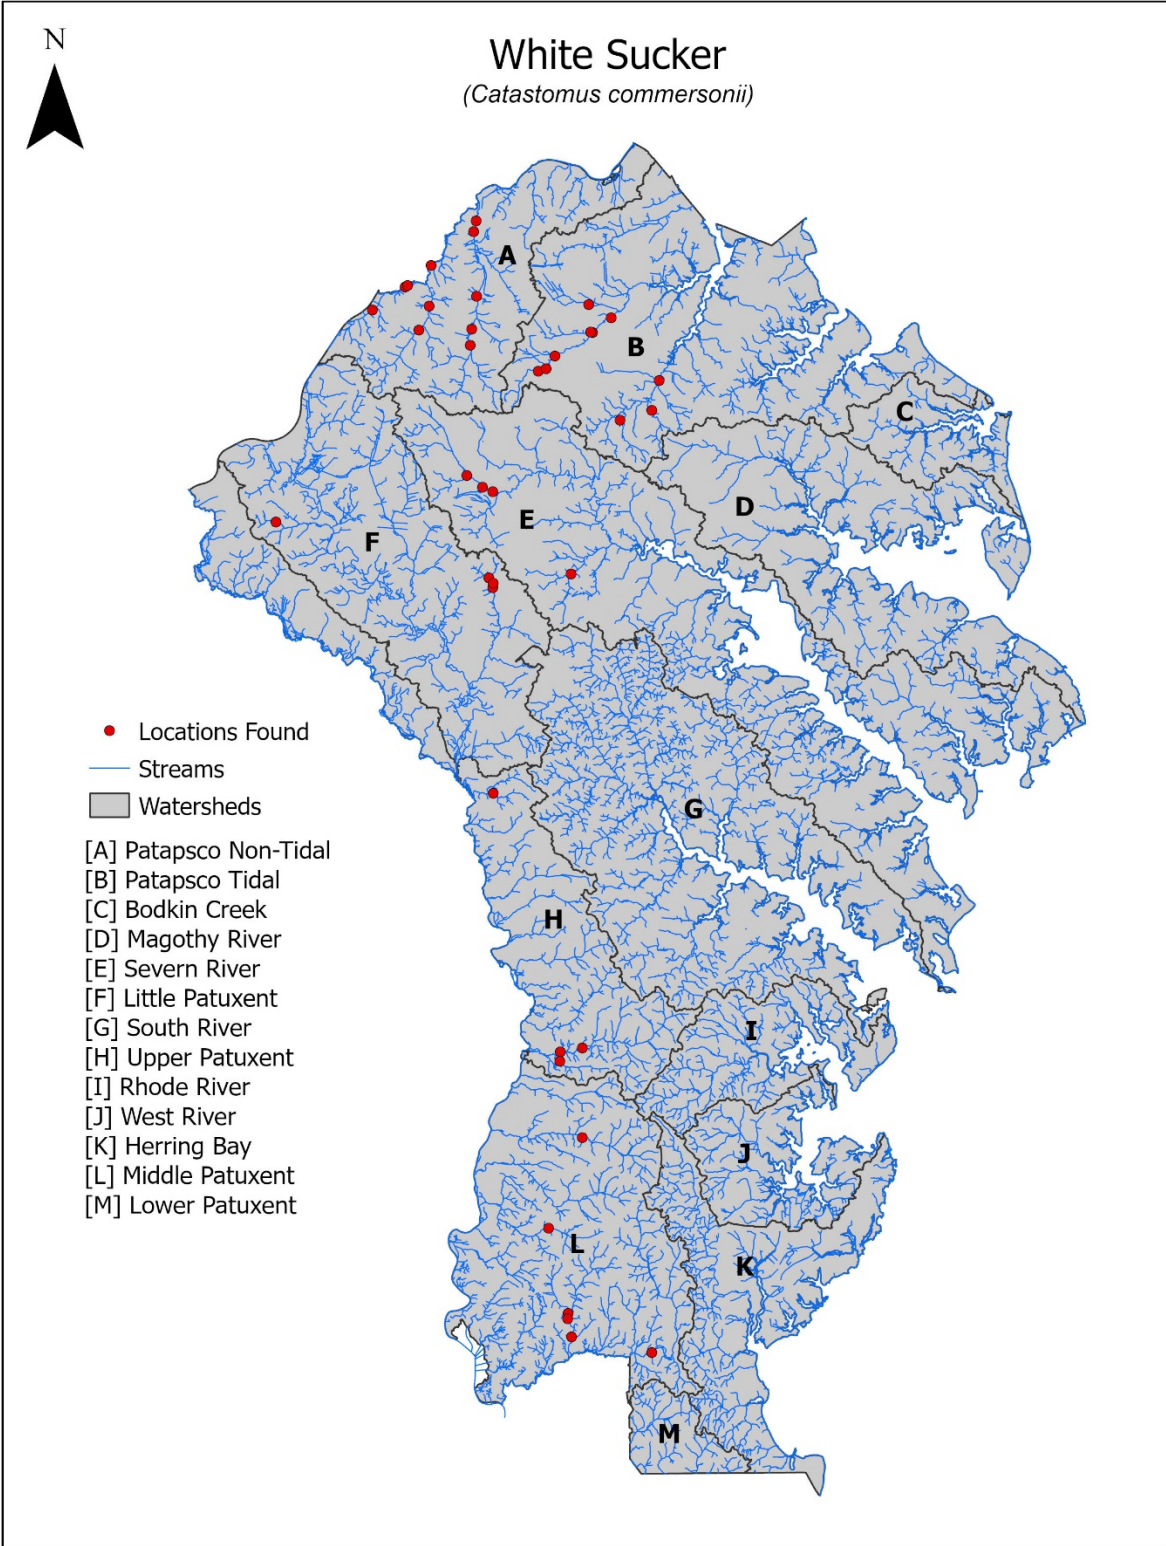 N
White Sucker
(Catastomus commersonii)
A
B
C
D
E
F
G
H
I
J
K
L
M
Locations Found
Streams
Watersheds
[A] Patapsco Non-Tidal
[B] Patapsco Tidal
[C] Bodkin Creek
[D] Magothy River
[E] Severn River
[F] Little Patuxent
[G] South River
[H] Upper Patuxent
[I] Rhode River
[J] West River
[K] Herring Bay
[L] Middle Patuxent
[M] Lower Patuxent